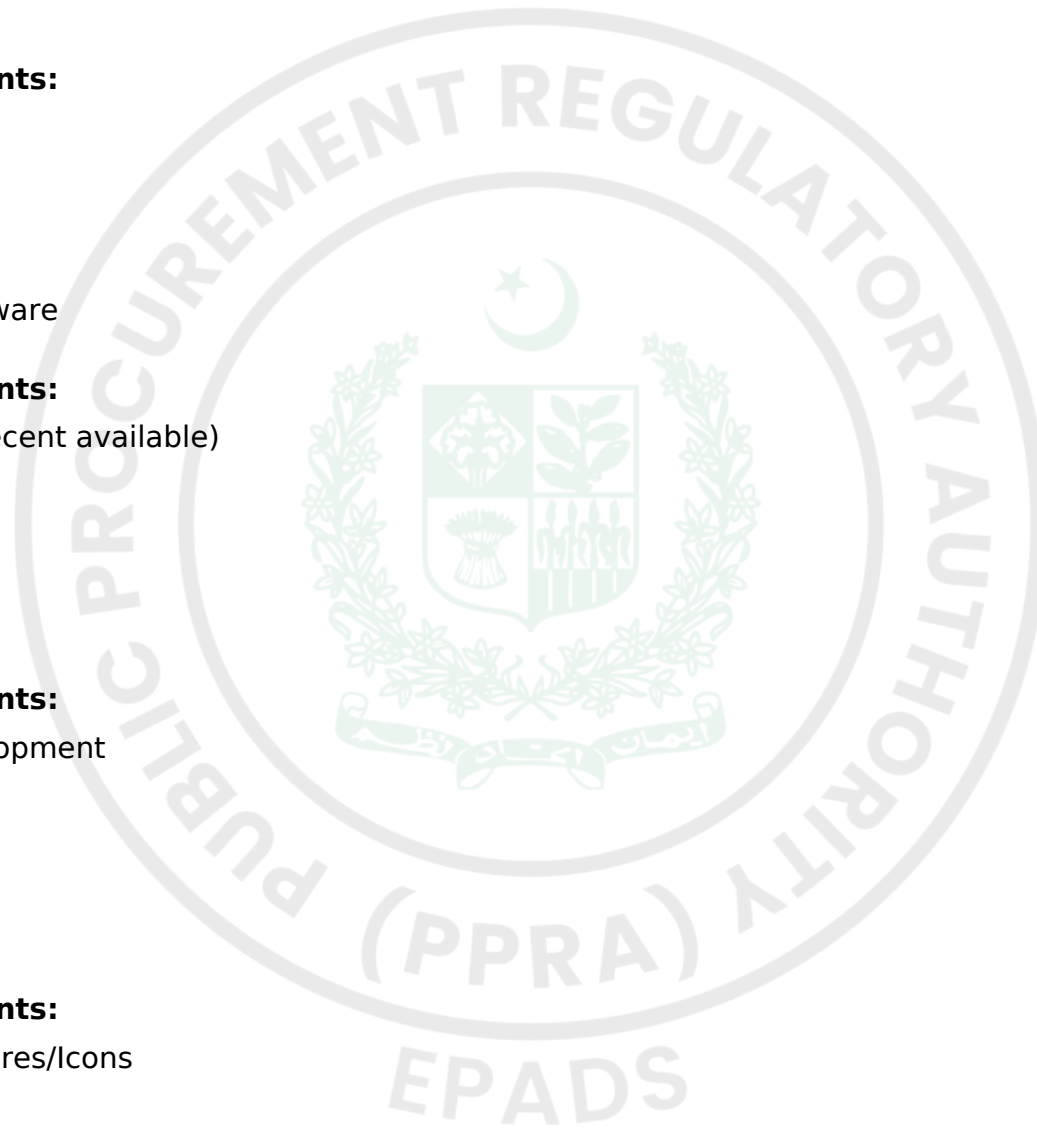 nts:
ware
nts:
ecent available)
nts:
opment
nts:
res/Icons
PUBLIC PROCUREMENT REGULATORY AUTHORITY
(PPRA)
EPADS